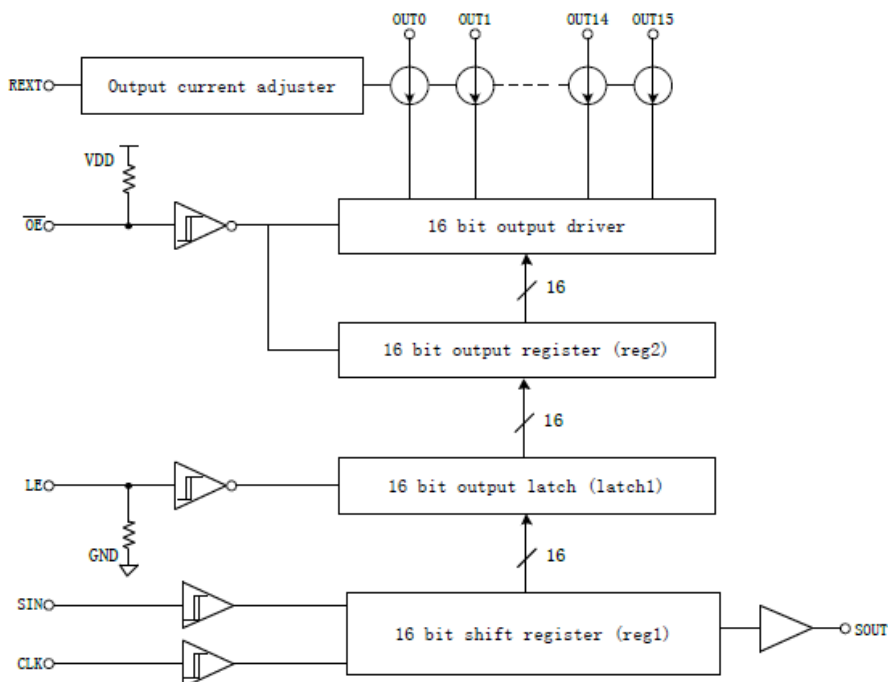 OUT0 OUT1 OUT14 OUT15
REXT Output current adjuster
VDD
OE 16 bit output driver
16
16 bit output register (reg2)
16
LE 16 bit output latch (latch1)
GND 16
SIN
16 bit shift register (reg1) SOUT
CLK